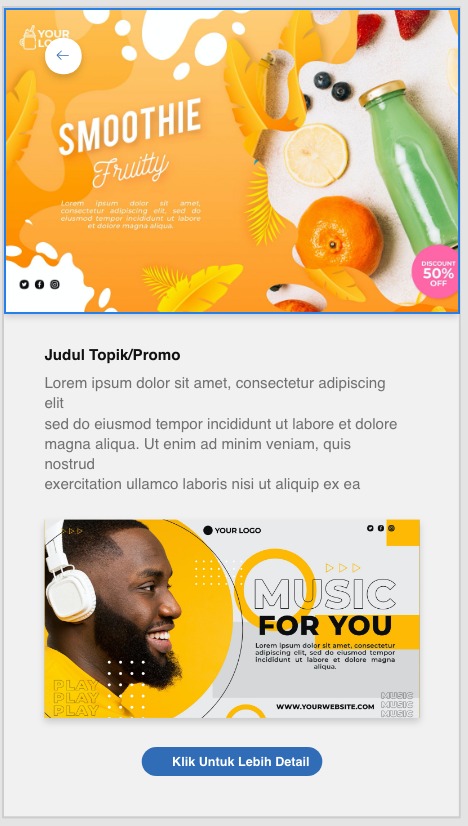 YOUR
LO
SMOOTHIE
Fruitty
Lorem ipsum dolor sit amet,
consectetur adipiscing elit, sed do
eiusmod tempor incididunt ut labore
et dolore magna aliqua.
DISCOUNT
50%
OFF
Judul Topik/Promo
Lorem ipsum dolor sit amet, consectetur adipiscing
elit
sed do eiusmod tempor incididunt ut labore et dolore
magna aliqua. Ut enim ad minim veniam, quis
nostrud
exercitation ullamco laboris nisi ut aliquip ex ea
YOUR LOGO
MUSIC
FOR YOU
Lorem ipsum dolor sit amet, consectetur
adipiscing elit, sed do eiusmod tempor
incididunt ut labore et dolore magna
aliqua.
PLAY
PLAY
PLAY
WWW.YOURWEBSITE.COM
MUSIC
MUSIC
MUSIC
Klik Untuk Lebih Detail